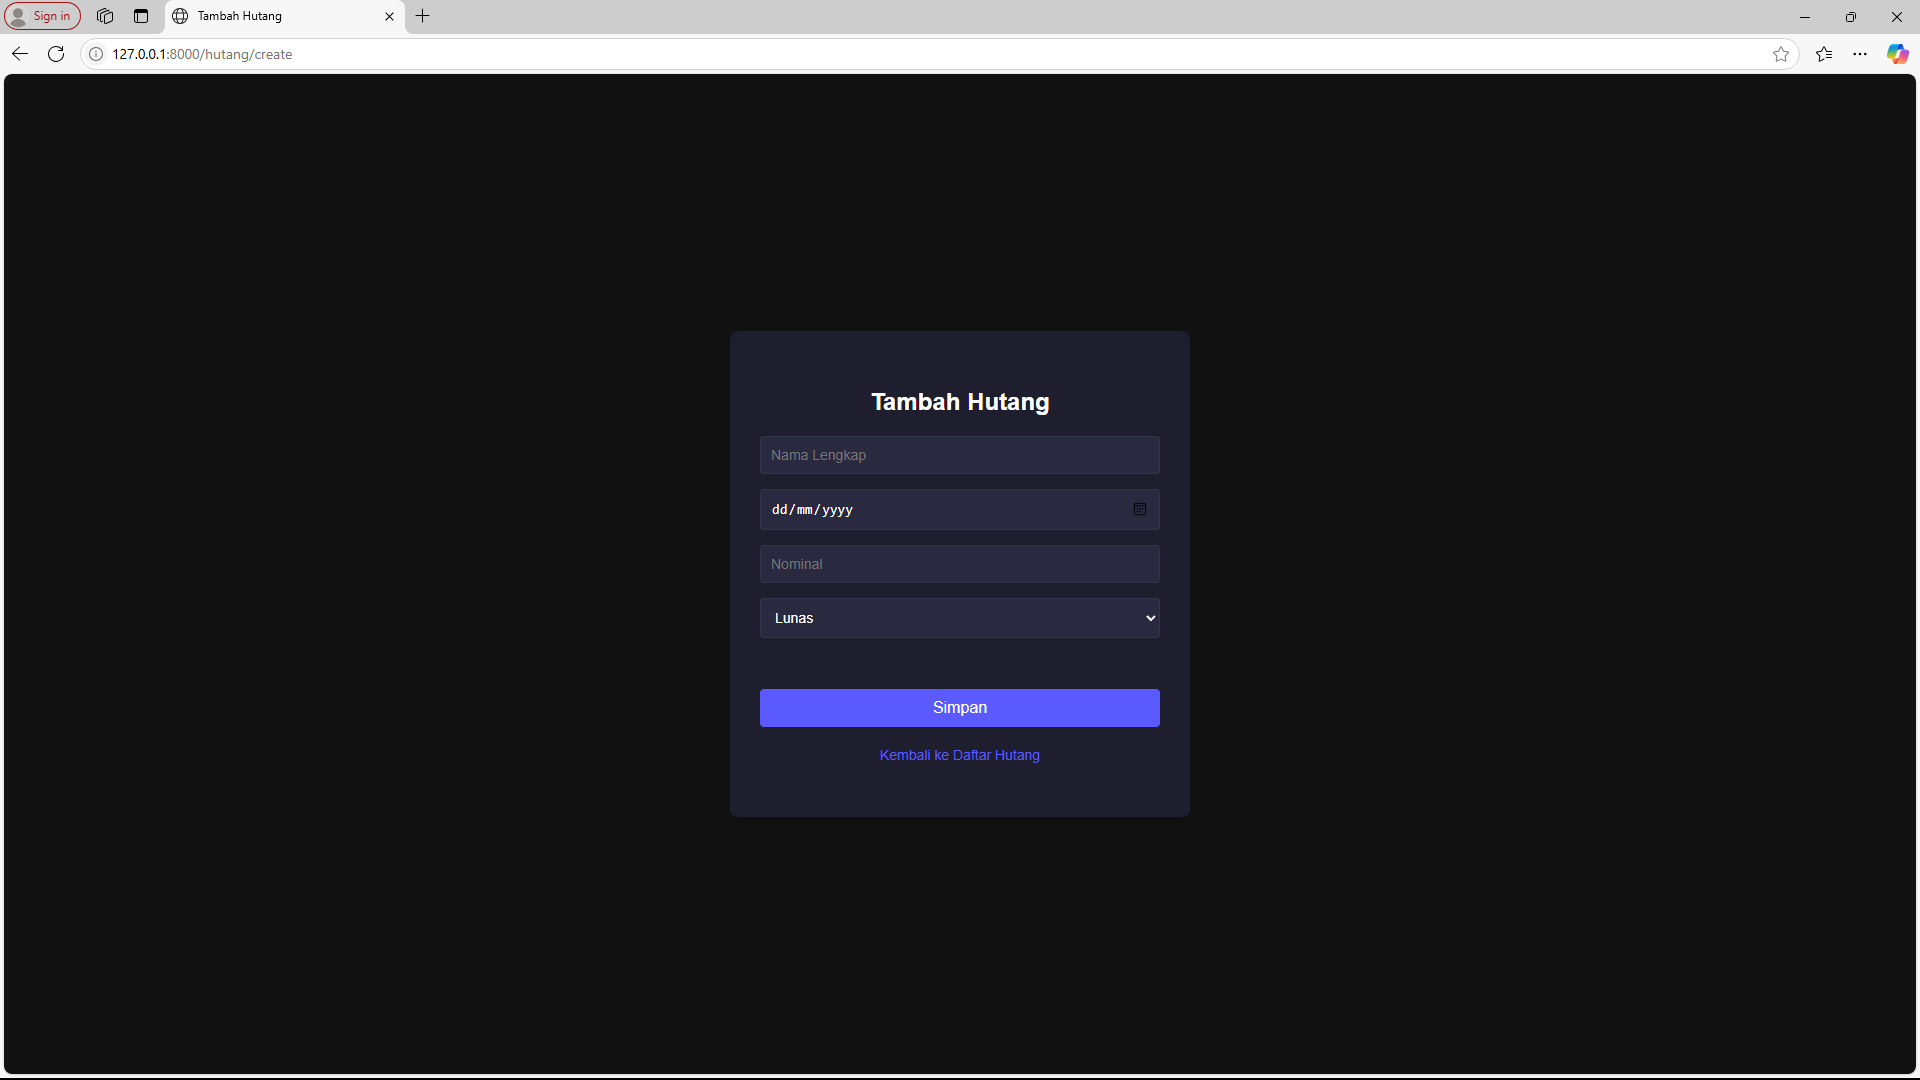 Sign in
Tambah Hutang
127.0.0.1:8000/hutang/create
Tambah Hutang
Nama Lengkap
dd/mm/yyyy
Nominal
Lunas
Simpan
Kembali ke Daftar Hutang